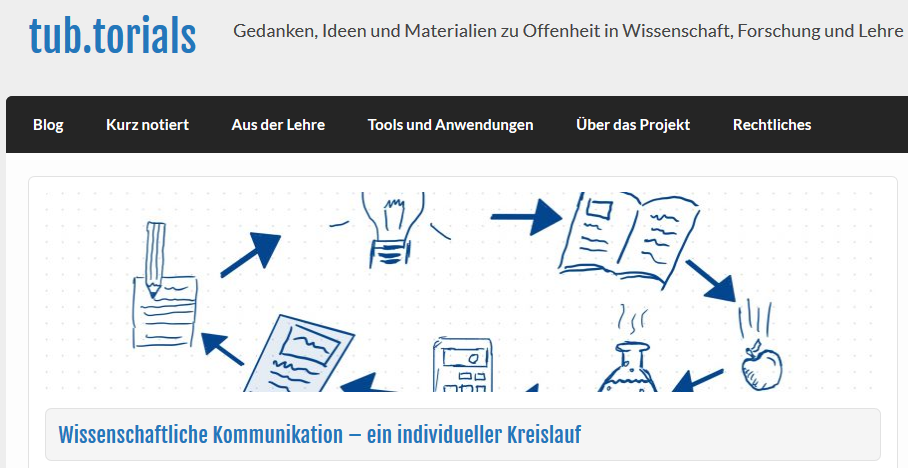 tub.torials
Gedanken, Ideen und Materialien zu Offenheit in Wissenschaft, Forschung und Lehre
Blog
Kurz notiert
Aus der Lehre
Tools und Anwendungen
Über das Projekt
Rechtliches
Wissenschaftliche Kommunikation – ein individueller Kreislauf